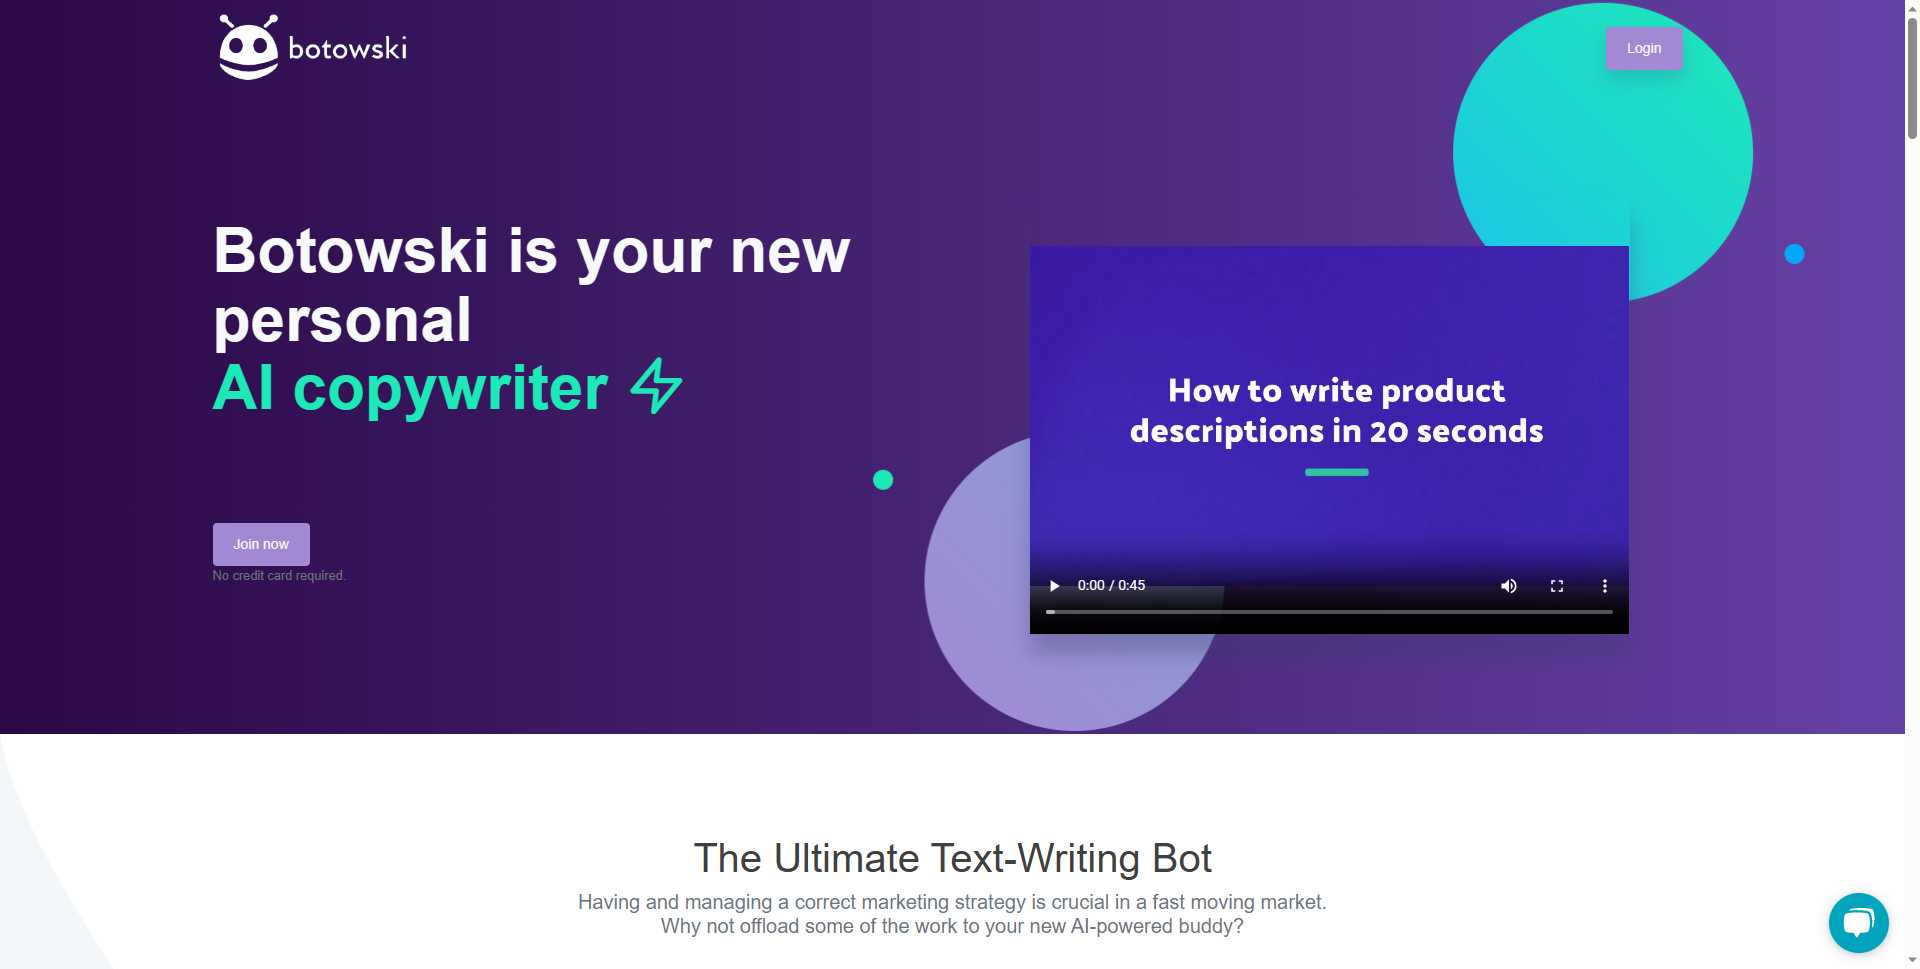 botowski
Login
Botowski is your new
personal
AI copywriter
How to write product
descriptions in 20 seconds
Join now
No credit card required.
0:00 / 0:45
The Ultimate Text-Writing Bot
Having and managing a correct marketing strategy is crucial in a fast moving market.
Why not offload some of the work to your new AI-powered buddy?